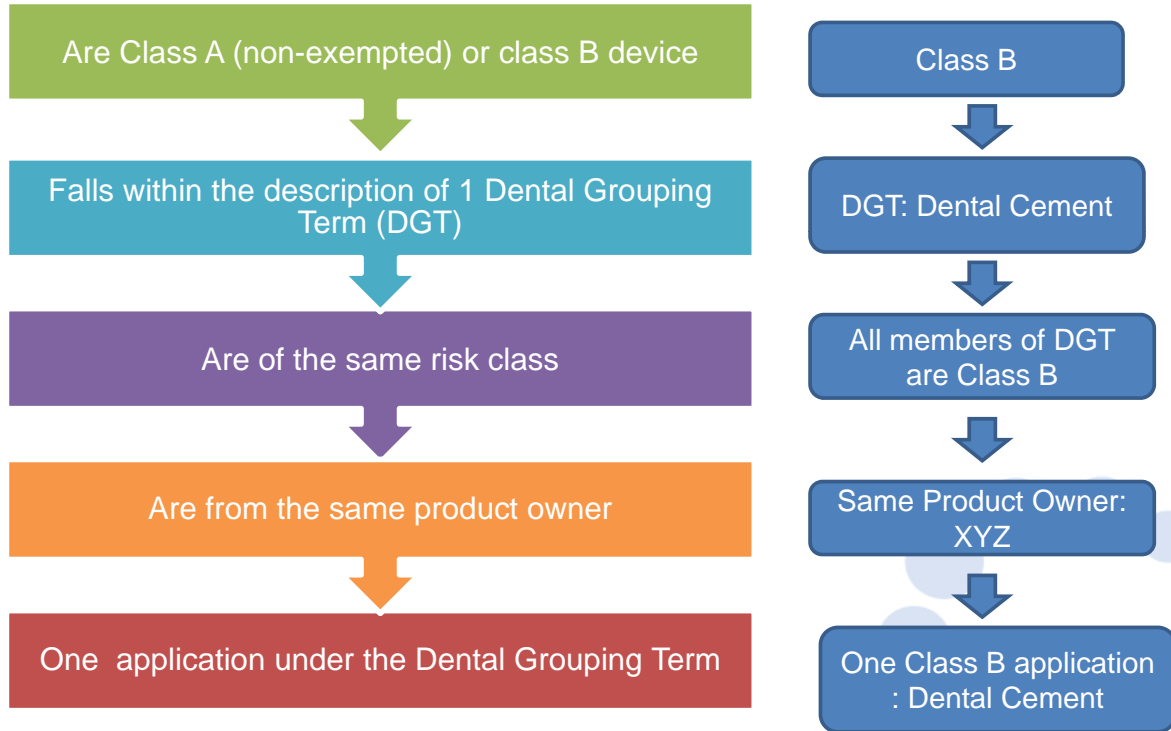 Are Class A (non-exempted) or class B device
Falls within the description of 1 Dental Grouping
Term (DGT)
Are of the same risk class
Are from the same product owner
One application under the Dental Grouping Term
Class B
DGT: Dental Cement
All members of DGT
are Class B
Same Product Owner:
XYZ
One Class B application
: Dental Cement